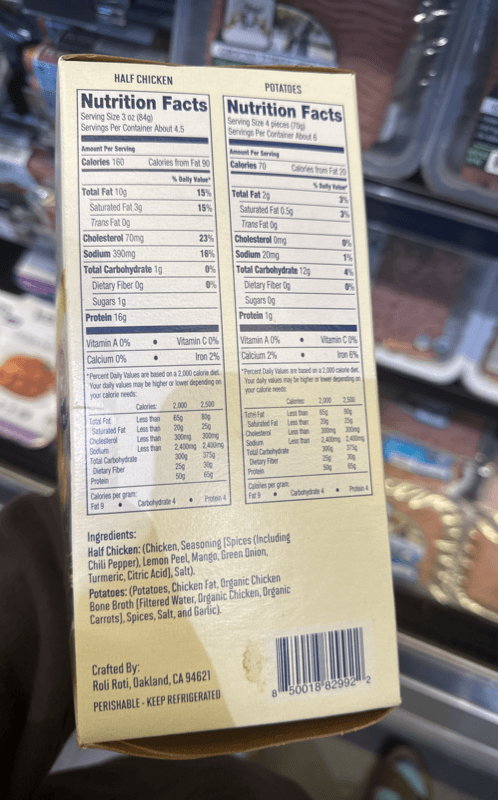 HALF CHICKEN
Nutrition Facts
Serving Size 3 oz (84g)
Servings Per Container About 4.5
Amount Per Serving
Calories 160 Calories from Fat 90
% Daily Value*
Total Fat 10g 15%
Saturated Fat 3g 15%
Trans Fat 0g
Cholesterol 70mg 23%
Sodium 390mg 16%
Total Carbohydrate 1g 0%
Dietary Fiber 0g 0%
Sugars 1g
Protein 16g
Vitamin A 0% • Vitamin C 0%
Calcium 0% • Iron 2%
*Percent Daily Values are based on a 2,000 calorie diet.
Your daily values may be higher or lower depending on
your calorie needs:
Calories: 2,000 2,500
Total Fat Less than 65g 80g
Saturated Fat Less than 20g 25g
Cholesterol Less than 300mg 300mg
Sodium Less than 2,400mg 2,400mg
Total Carbohydrate 300g 375g
Dietary Fiber 25g 30g
Protein 50g 65g
Calories per gram:
Fat 9 • Carbohydrate 4 • Protein 4
POTATOES
Nutrition Facts
Serving Size 4 pieces (70g)
Servings Per Container About 6
Amount Per Serving
Calories 70 Calories from Fat 20
% Daily Value*
Total Fat 2g 3%
Saturated Fat 0.5g 3%
Trans Fat 0g
Cholesterol 0mg 0%
Sodium 20mg 1%
Total Carbohydrate 12g 4%
Dietary Fiber 0g 0%
Sugars 0g
Protein 1g
Vitamin A 0% • Vitamin C 0%
Calcium 2% • Iron 6%
*Percent Daily Values are based on a 2,000 calorie diet.
Your daily values may be higher or lower depending on
your calorie needs:
Calories: 2,000 2,500
Total Fat Less than 65g 80g
Saturated Fat Less than 20g 25g
Cholesterol Less than 300mg 300mg
Sodium Less than 2,400mg 2,400mg
Total Carbohydrate 300g 375g
Dietary Fiber 25g 30g
Protein 50g 65g
Calories per gram:
Fat 9 • Carbohydrate 4 • Protein 4
Ingredients:
Half Chicken: (Chicken, Seasoning [Spices (Including
Chili Pepper), Lemon Peel, Mango, Green Onion,
Turmeric, Citric Acid], Salt).
Potatoes: (Potatoes, Chicken Fat, Organic Chicken
Bone Broth [Filtered Water, Organic Chicken, Organic
Carrots], Spices, Salt, and Garlic).
Crafted By:
Roli Roti, Oakland, CA 94621
PERISHABLE - KEEP REFRIGERATED
8 50018 82992 2